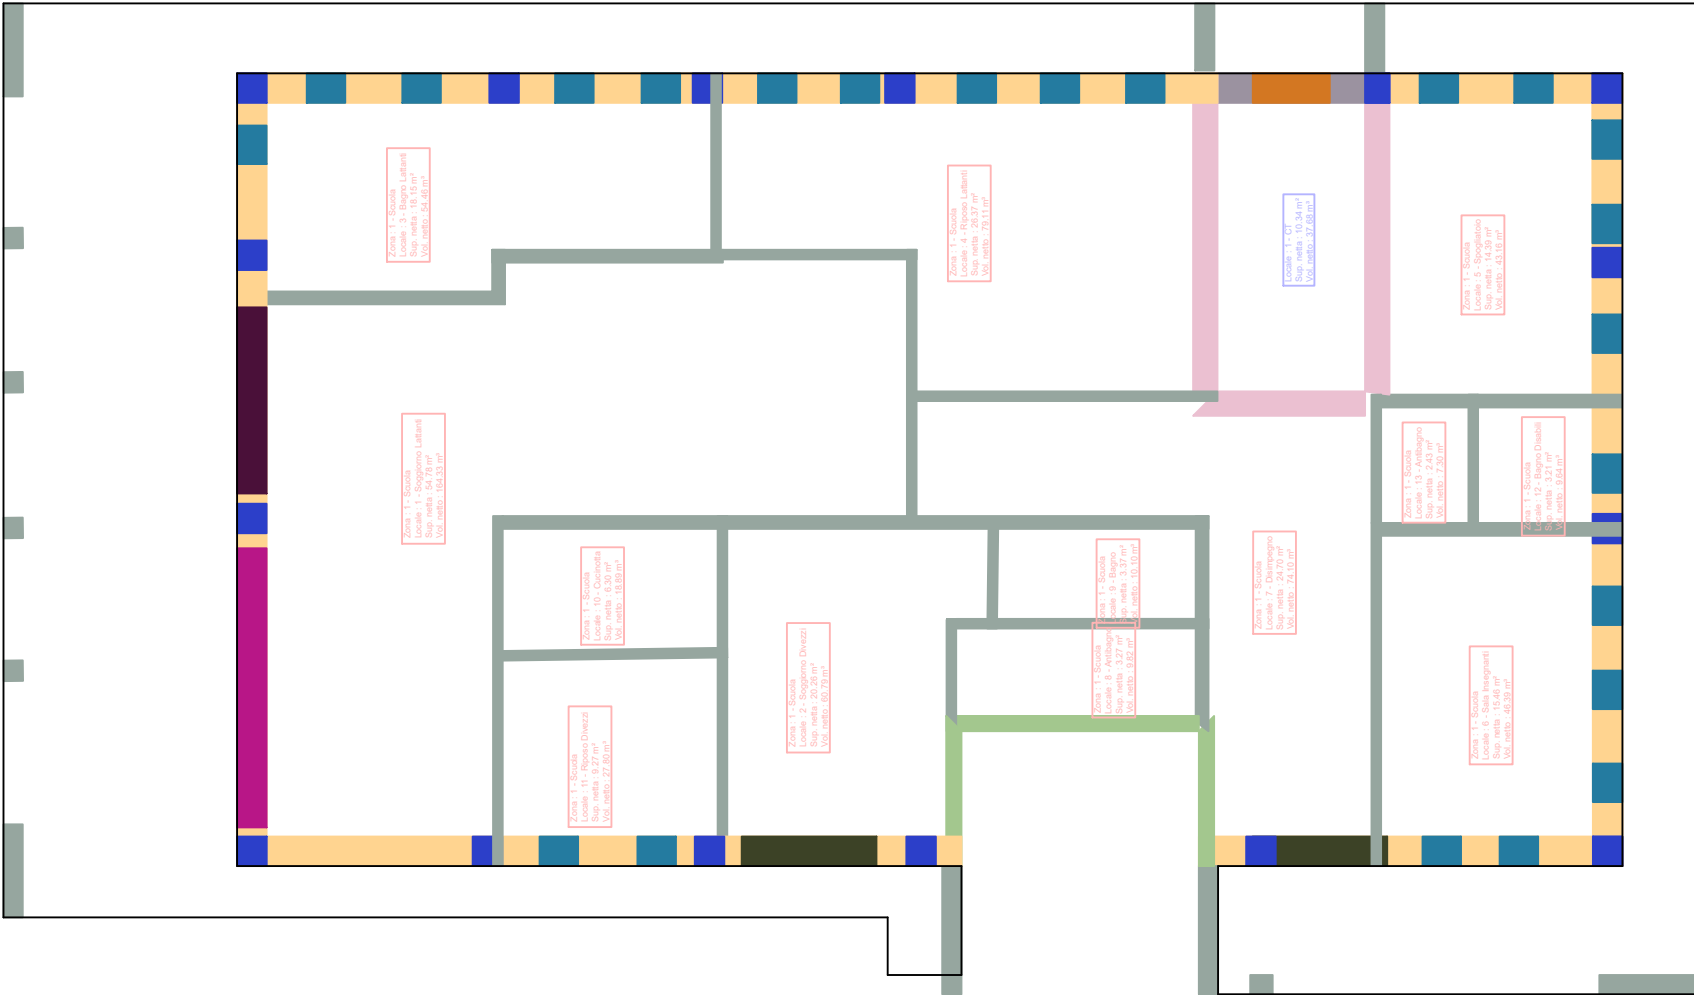 Zona : 1 - Scuola
Locale : 3 - Bagno Lattanti
Sup. netta : 18.15 m²
Vol. netto : 54.46 m³
Zona : 1 - Scuola
Locale : 4 - Riposo Lattanti
Sup. netta : 26.37 m²
Vol. netto : 79.11 m³
Locale : 1 - CT
Sup. netta : 10.34 m²
Vol. netto : 37.68 m³
Zona : 1 - Scuola
Locale : 5 - Spogliatoio
Sup. netta : 14.39 m²
Vol. netto : 43.16 m³
Zona : 1 - Scuola
Locale : 1 - Soggiorno Lattanti
Sup. netta : 54.78 m²
Vol. netto : 164.33 m³
Zona : 1 - Scuola
Locale : 13 - Antibagno
Sup. netta : 2.43 m²
Vol. netto : 7.30 m³
Zona : 1 - Scuola
Locale : 12 - Bagno Disabili
Sup. netta : 3.21 m²
Vol. netto : 9.64 m³
Zona : 1 - Scuola
Locale : 10 - Cucinotta
Sup. netta : 6.30 m²
Vol. netto : 18.89 m³
Zona : 1 - Scuola
Locale : 9 - Bagno
Sup. netta : 3.37 m²
Vol. netto : 10.10 m³
Zona : 1 - Scuola
Locale : 7 - Disimpegno
Sup. netta : 24.70 m²
Vol. netto : 74.10 m³
Zona : 1 - Scuola
Locale : 2 - Soggiorno Divezzi
Sup. netta : 20.26 m²
Vol. netto : 60.79 m³
Zona : 1 - Scuola
Locale : 8 - Antibagno
Sup. netta : 3.27 m²
Vol. netto : 9.82 m³
Zona : 1 - Scuola
Locale : 6 - Sala Insegnanti
Sup. netta : 15.46 m²
Vol. netto : 46.39 m³
Zona : 1 - Scuola
Locale : 11 - Riposo Divezzi
Sup. netta : 9.27 m²
Vol. netto : 27.80 m³